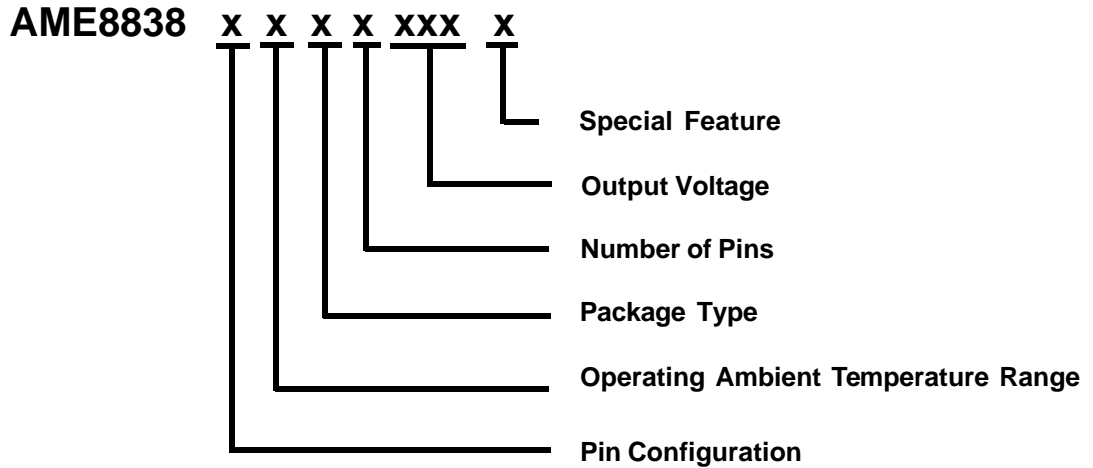 AME8838 x x x x xxx x
Special Feature
Output Voltage
Number of Pins
Package Type
Operating Ambient Temperature Range
Pin Configuration